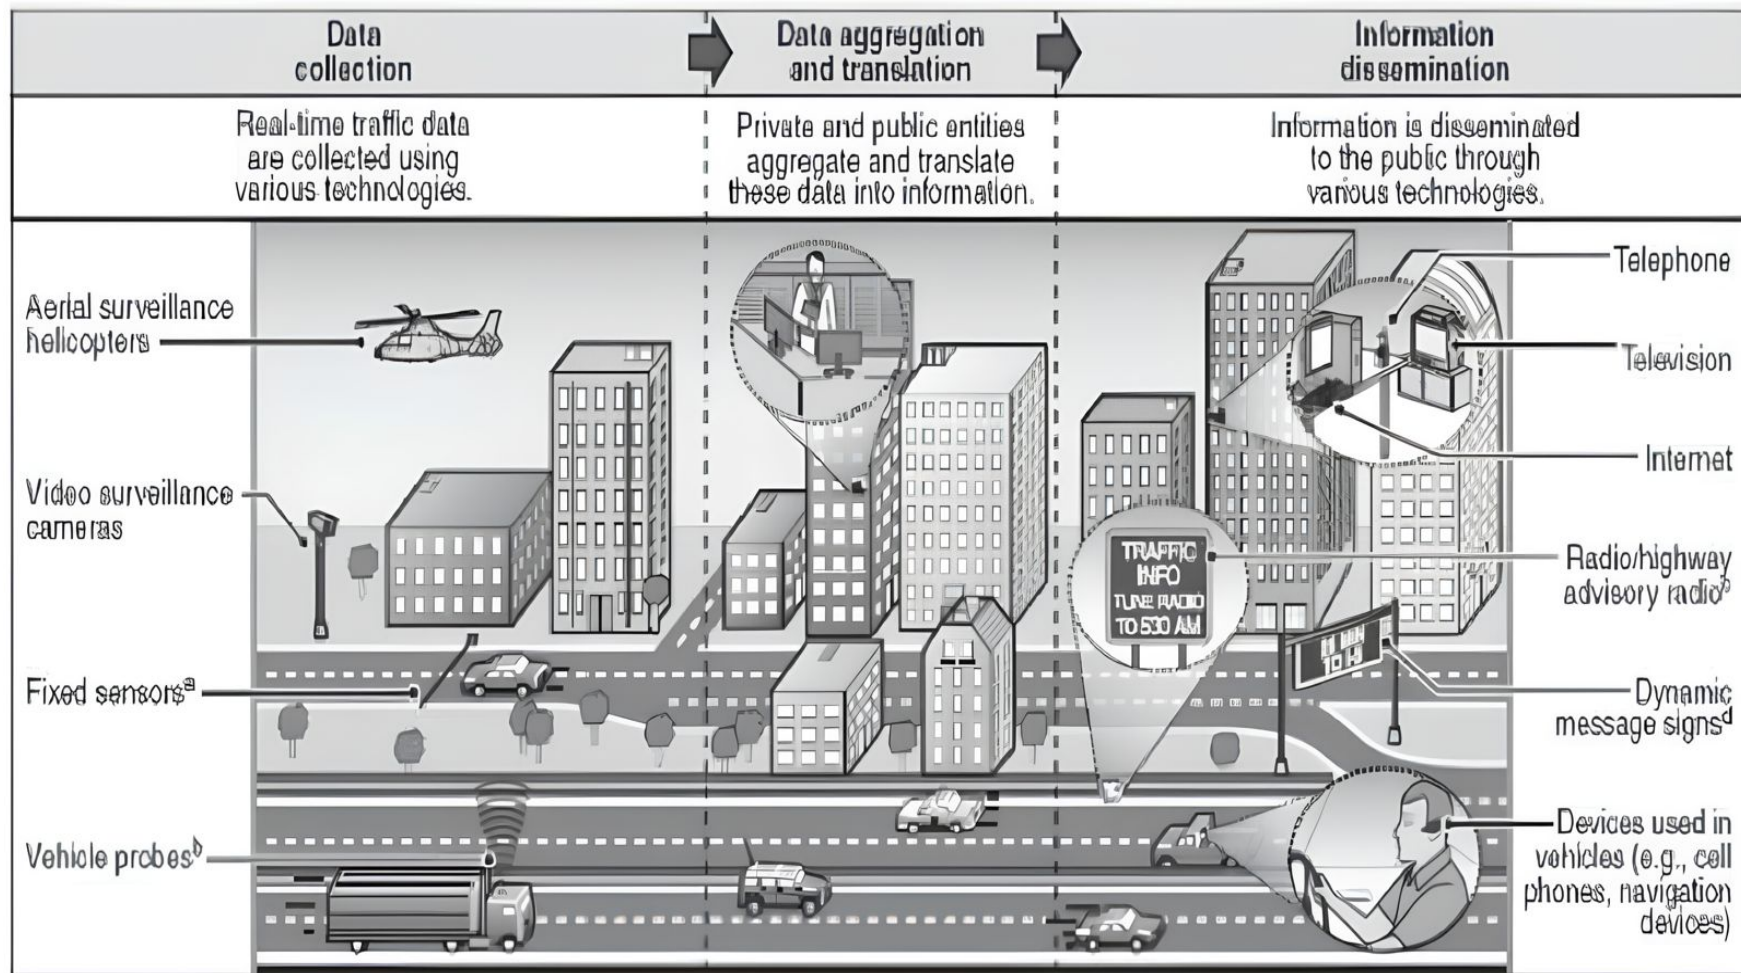 Data
collection
Data aggregation
and translation
Information
dissemination
Real-time traffic data
are collected using
various technologies.
Private and public entities
aggregate and translate
these data into information.
Information is disseminated
to the public through
various technologies.
Aerial surveillance
helicopters
Video surveillance
cameras
Fixed sensorsᵃ
Vehicle probesᵇ
TRAFFIC
INFO
TUNE RADIO
TO 530 AM
Telephone
Television
Internet
Radio/highway
advisory radio
Dynamic
message signsᵈ
Devices used in
vehicles (e.g., cell
phones, navigation
devices)